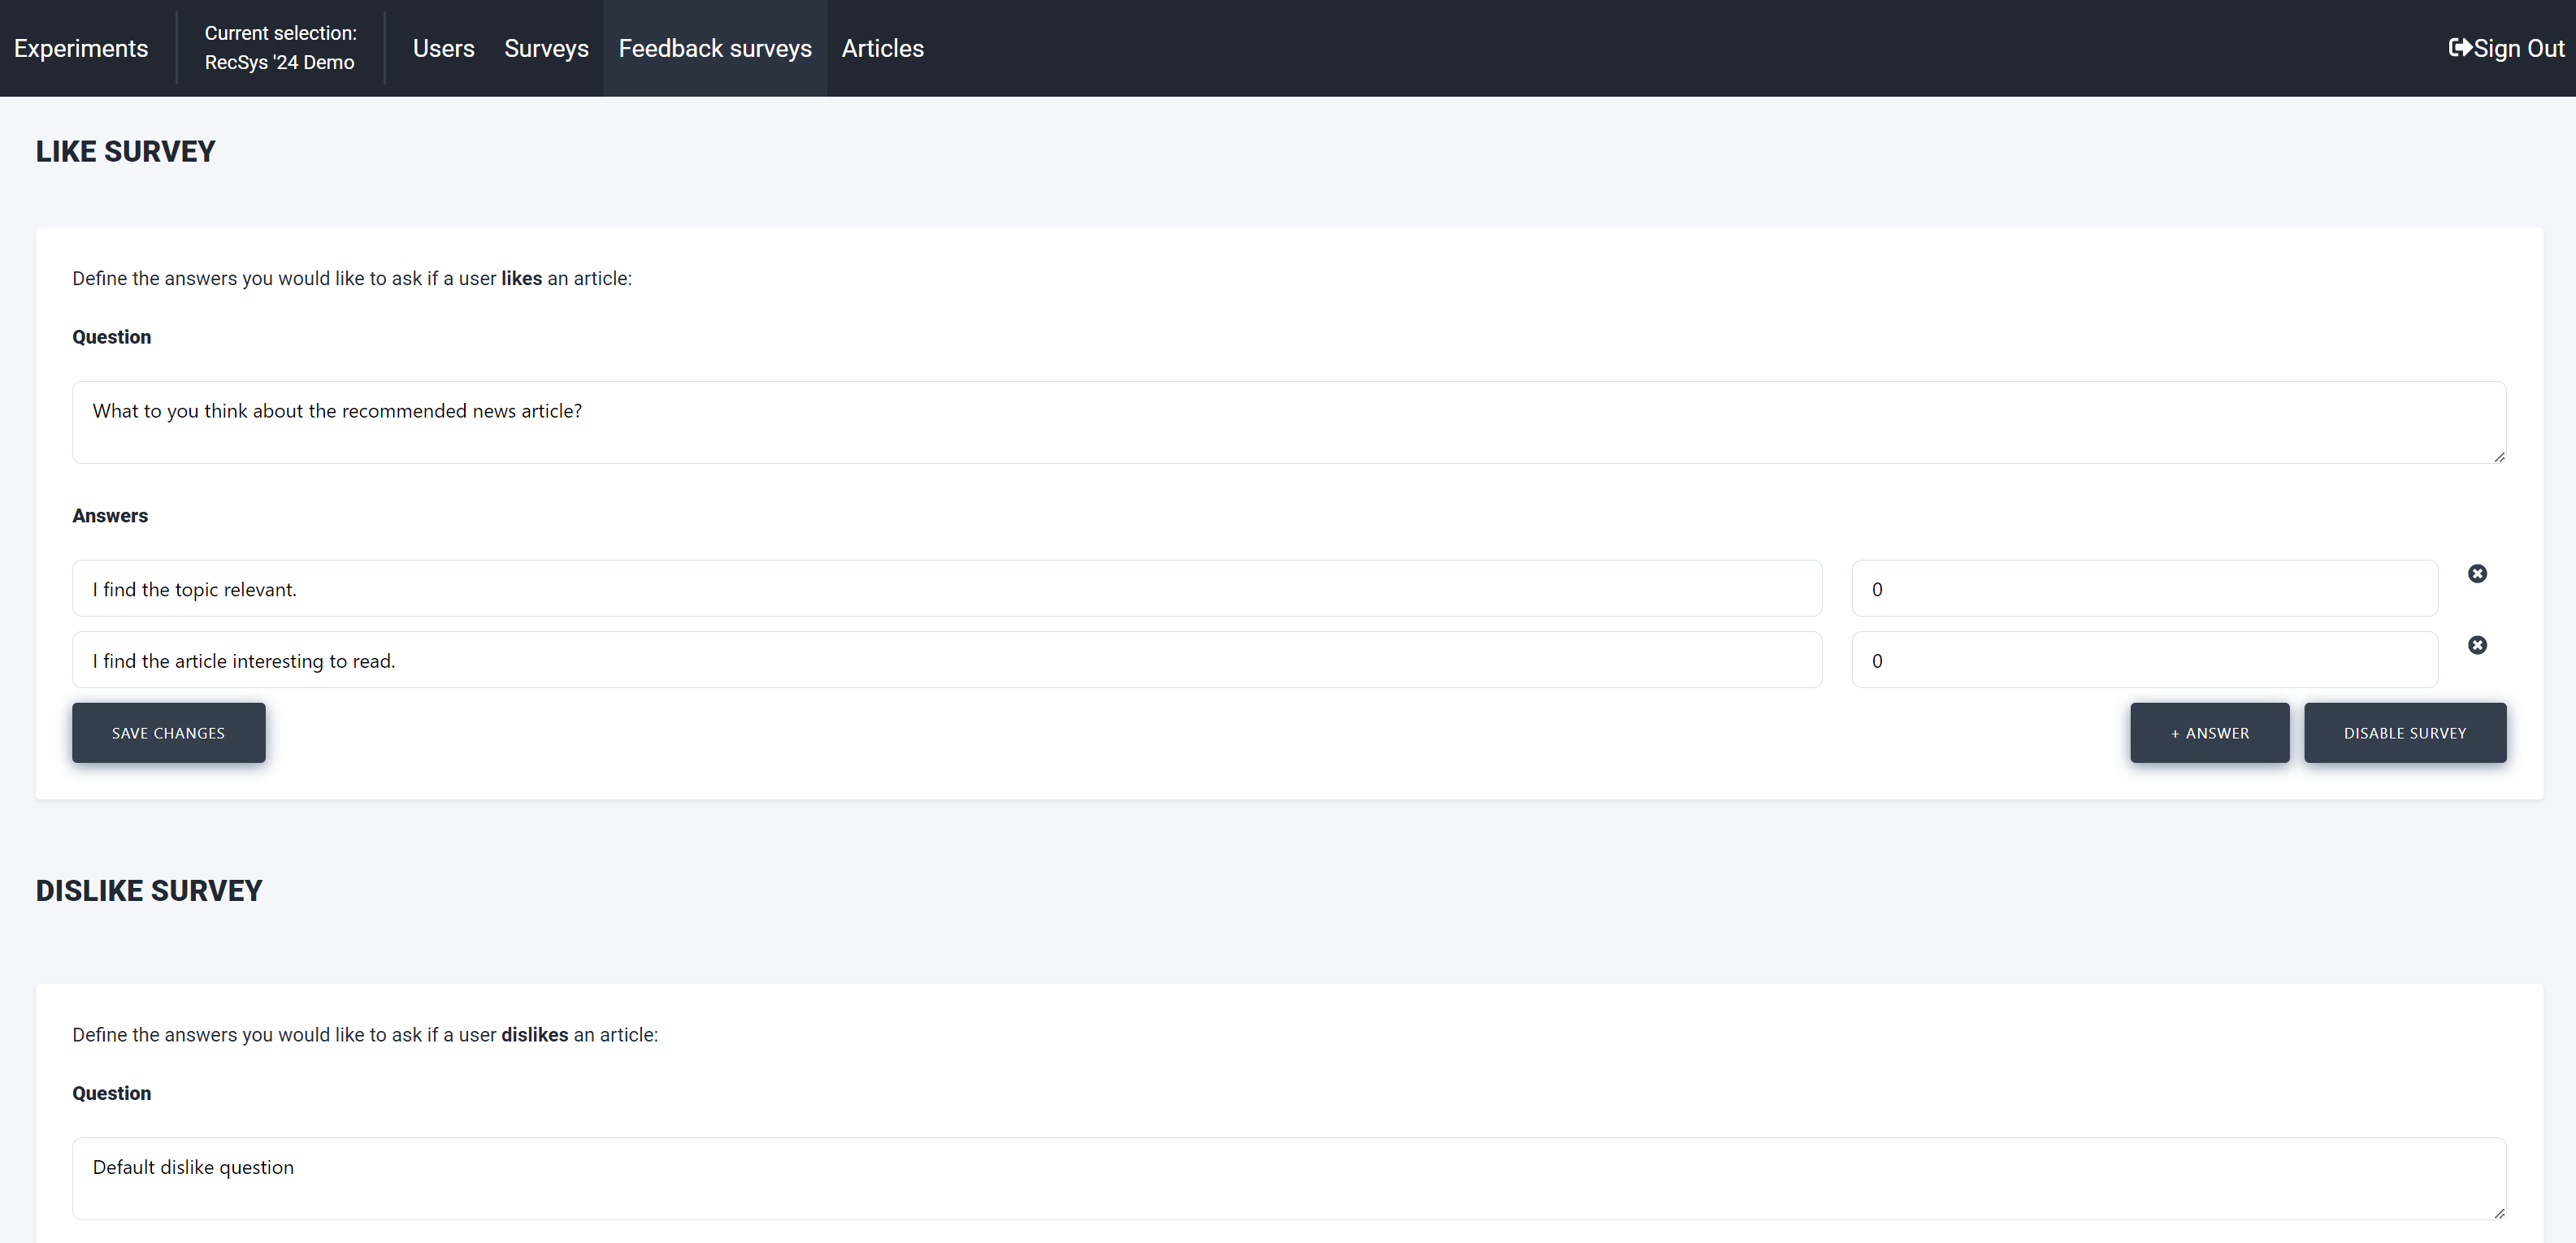 Experiments
Current selection:
RecSys '24 Demo
Users
Surveys
Feedback surveys
Articles
Sign Out
LIKE SURVEY
Define the answers you would like to ask if a user likes an article:
Question
What to you think about the recommended news article?
Answers
I find the topic relevant.
0
I find the article interesting to read.
0
SAVE CHANGES
+ ANSWER
DISABLE SURVEY
DISLIKE SURVEY
Define the answers you would like to ask if a user dislikes an article:
Question
Default dislike question